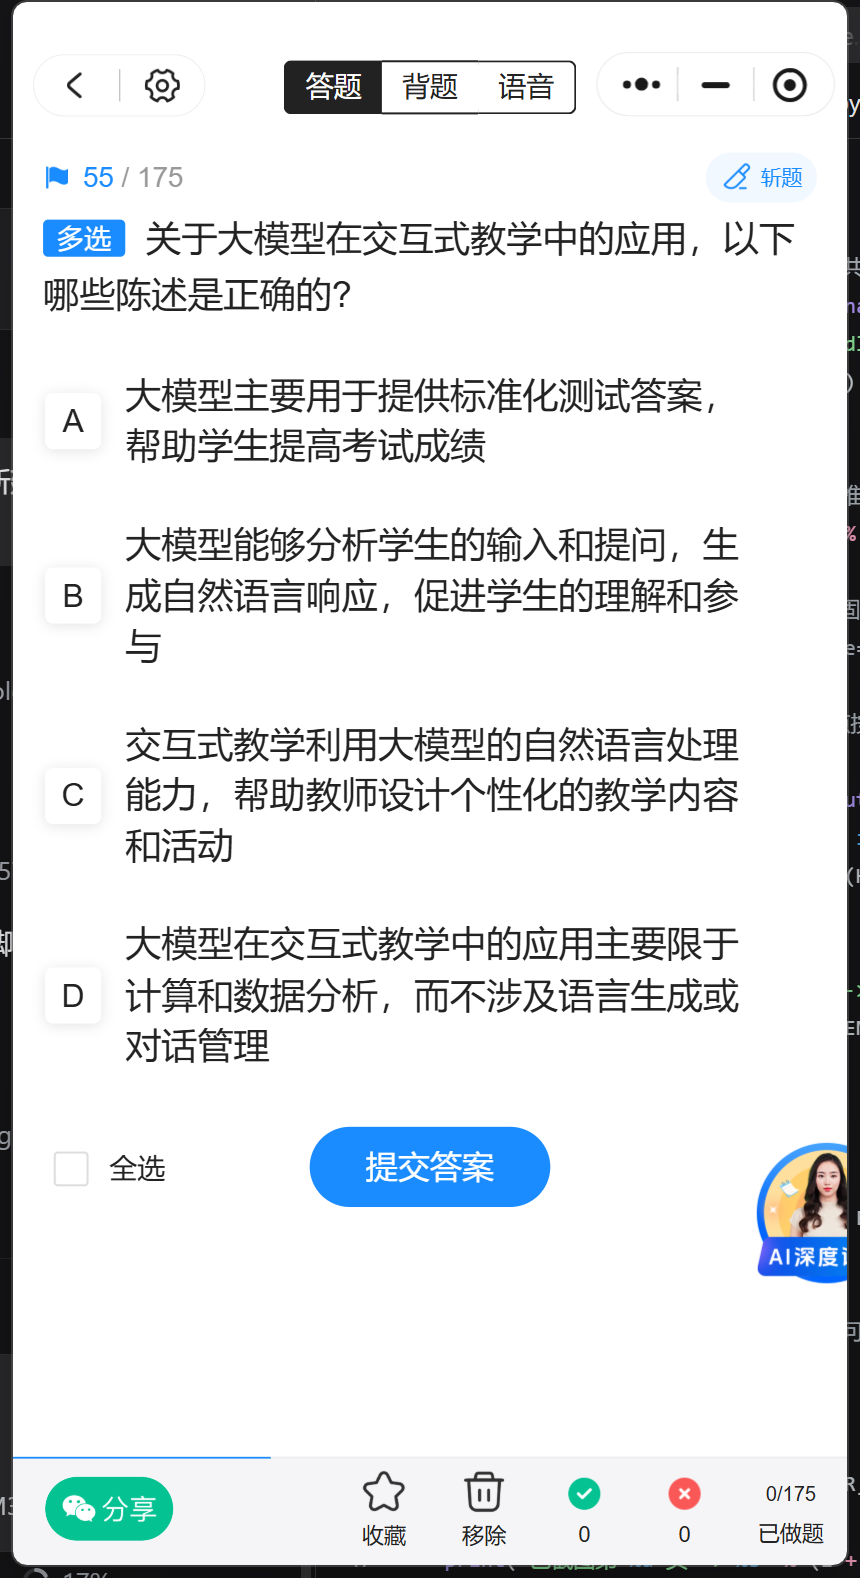 答题 背题 语音
55 / 175
斩题
多选 关于大模型在交互式教学中的应用，以下
哪些陈述是正确的?
A
大模型主要用于提供标准化测试答案，
帮助学生提高考试成绩
B
大模型能够分析学生的输入和提问，生
成自然语言响应，促进学生的理解和参
与
C
交互式教学利用大模型的自然语言处理
能力，帮助教师设计个性化的教学内容
和活动
D
大模型在交互式教学中的应用主要限于
计算和数据分析，而不涉及语言生成或
对话管理
全选
提交答案
AI深度
分享
收藏
移除
0
0
0/175
已做题